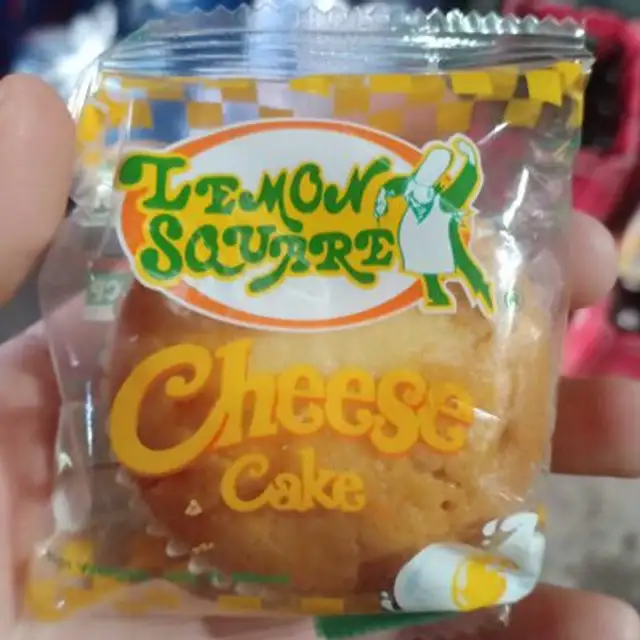 LEMON
SQUARE
®
Cheese
Cake